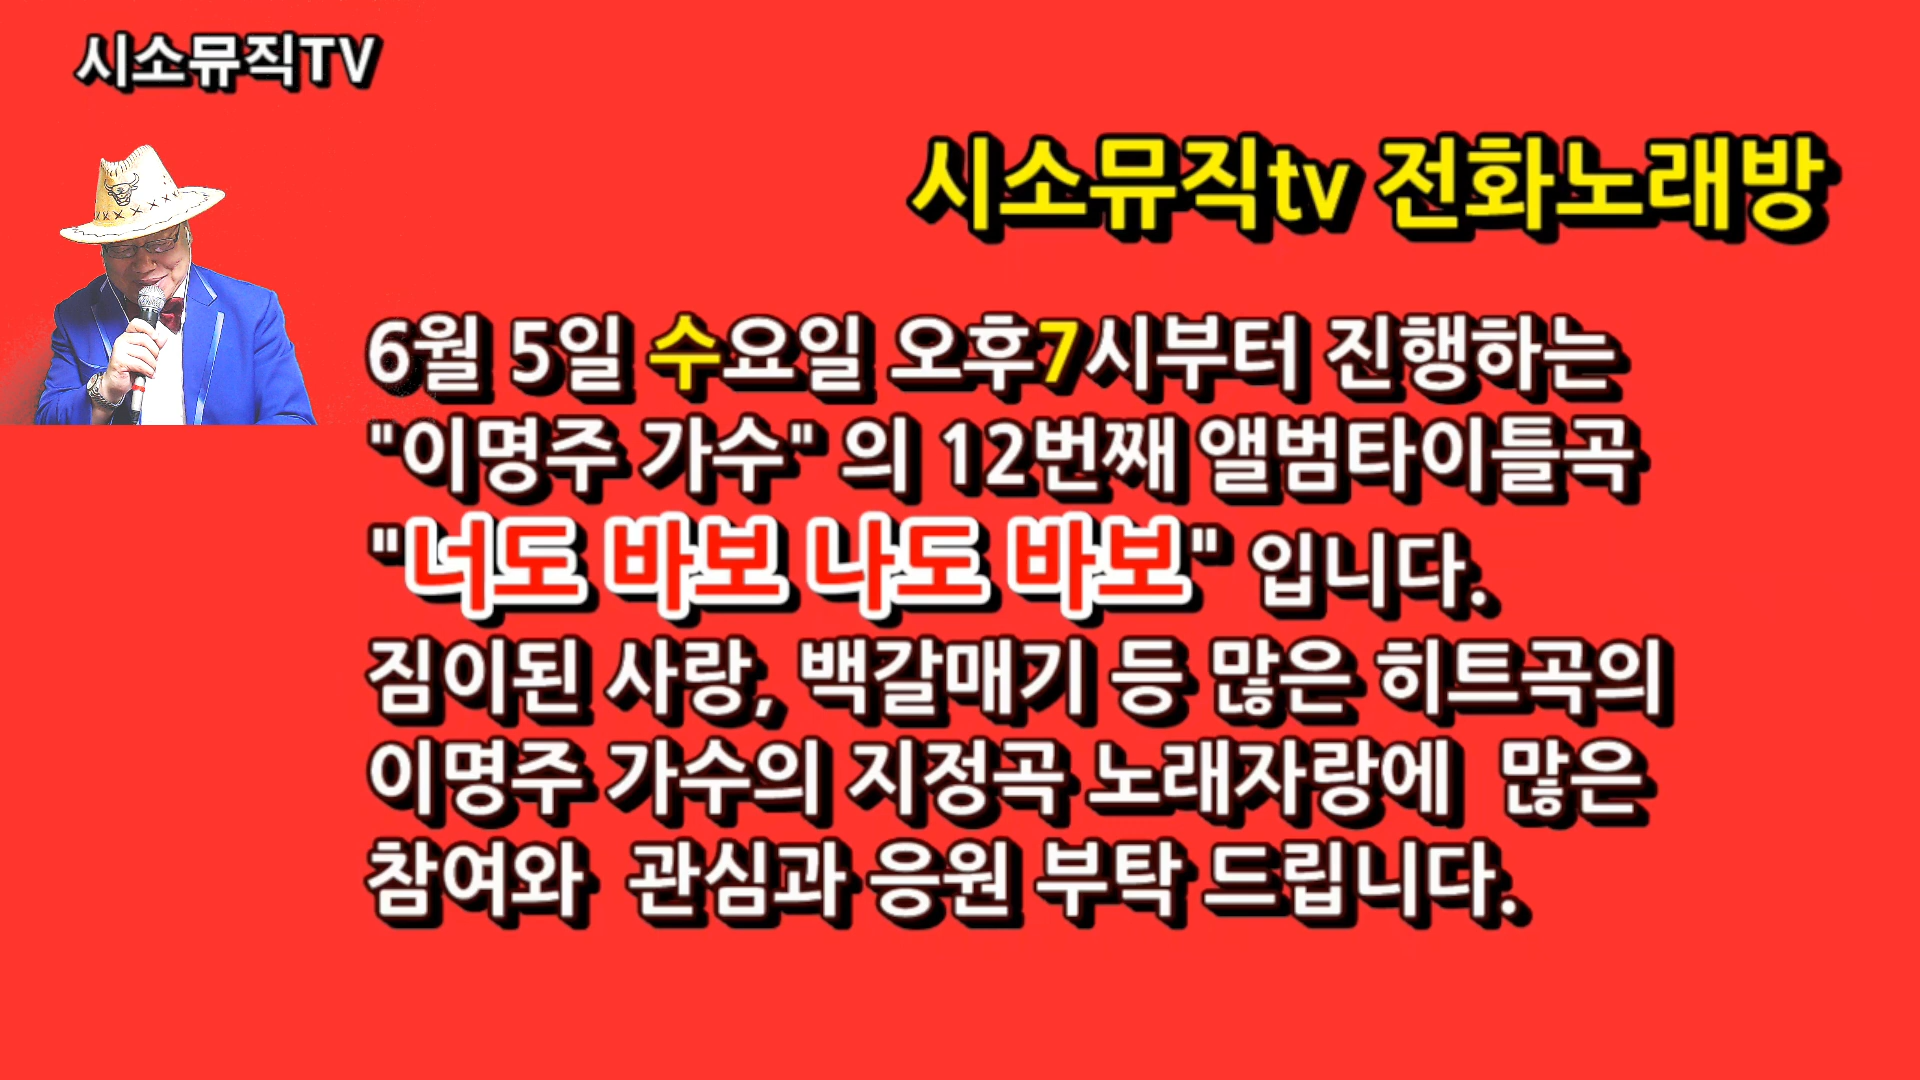 시소뮤직TV
시소뮤직tv 전화노래방
6월 5일 수요일 오후7시부터 진행하는
"이명주 가수" 의 12번째 앨범타이틀곡
"너도 바보 나도 바보" 입니다.
짐이된 사랑, 백갈매기 등 많은 히트곡의
이명주 가수의 지정곡 노래자랑에  많은
참여와  관심과 응원 부탁 드립니다.